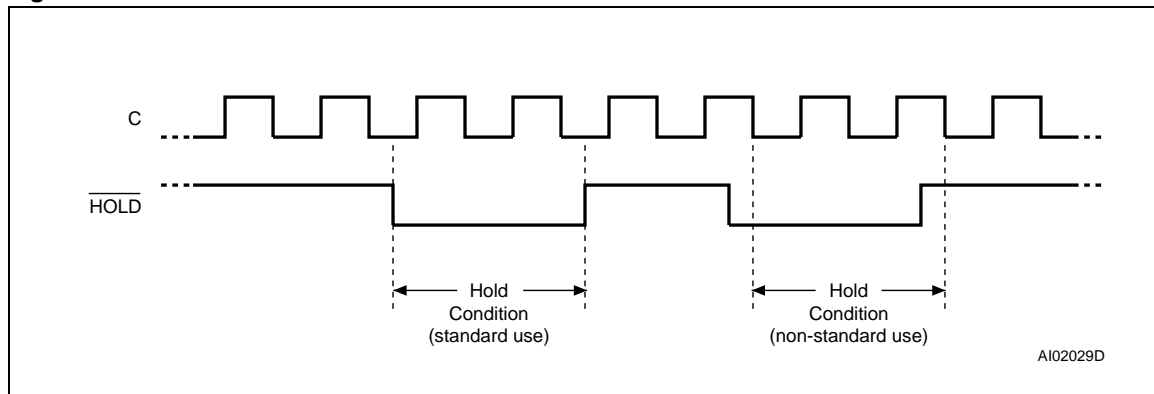 C
HOLD
Hold
Condition
(standard use)
Hold
Condition
(non-standard use)
AI02029D